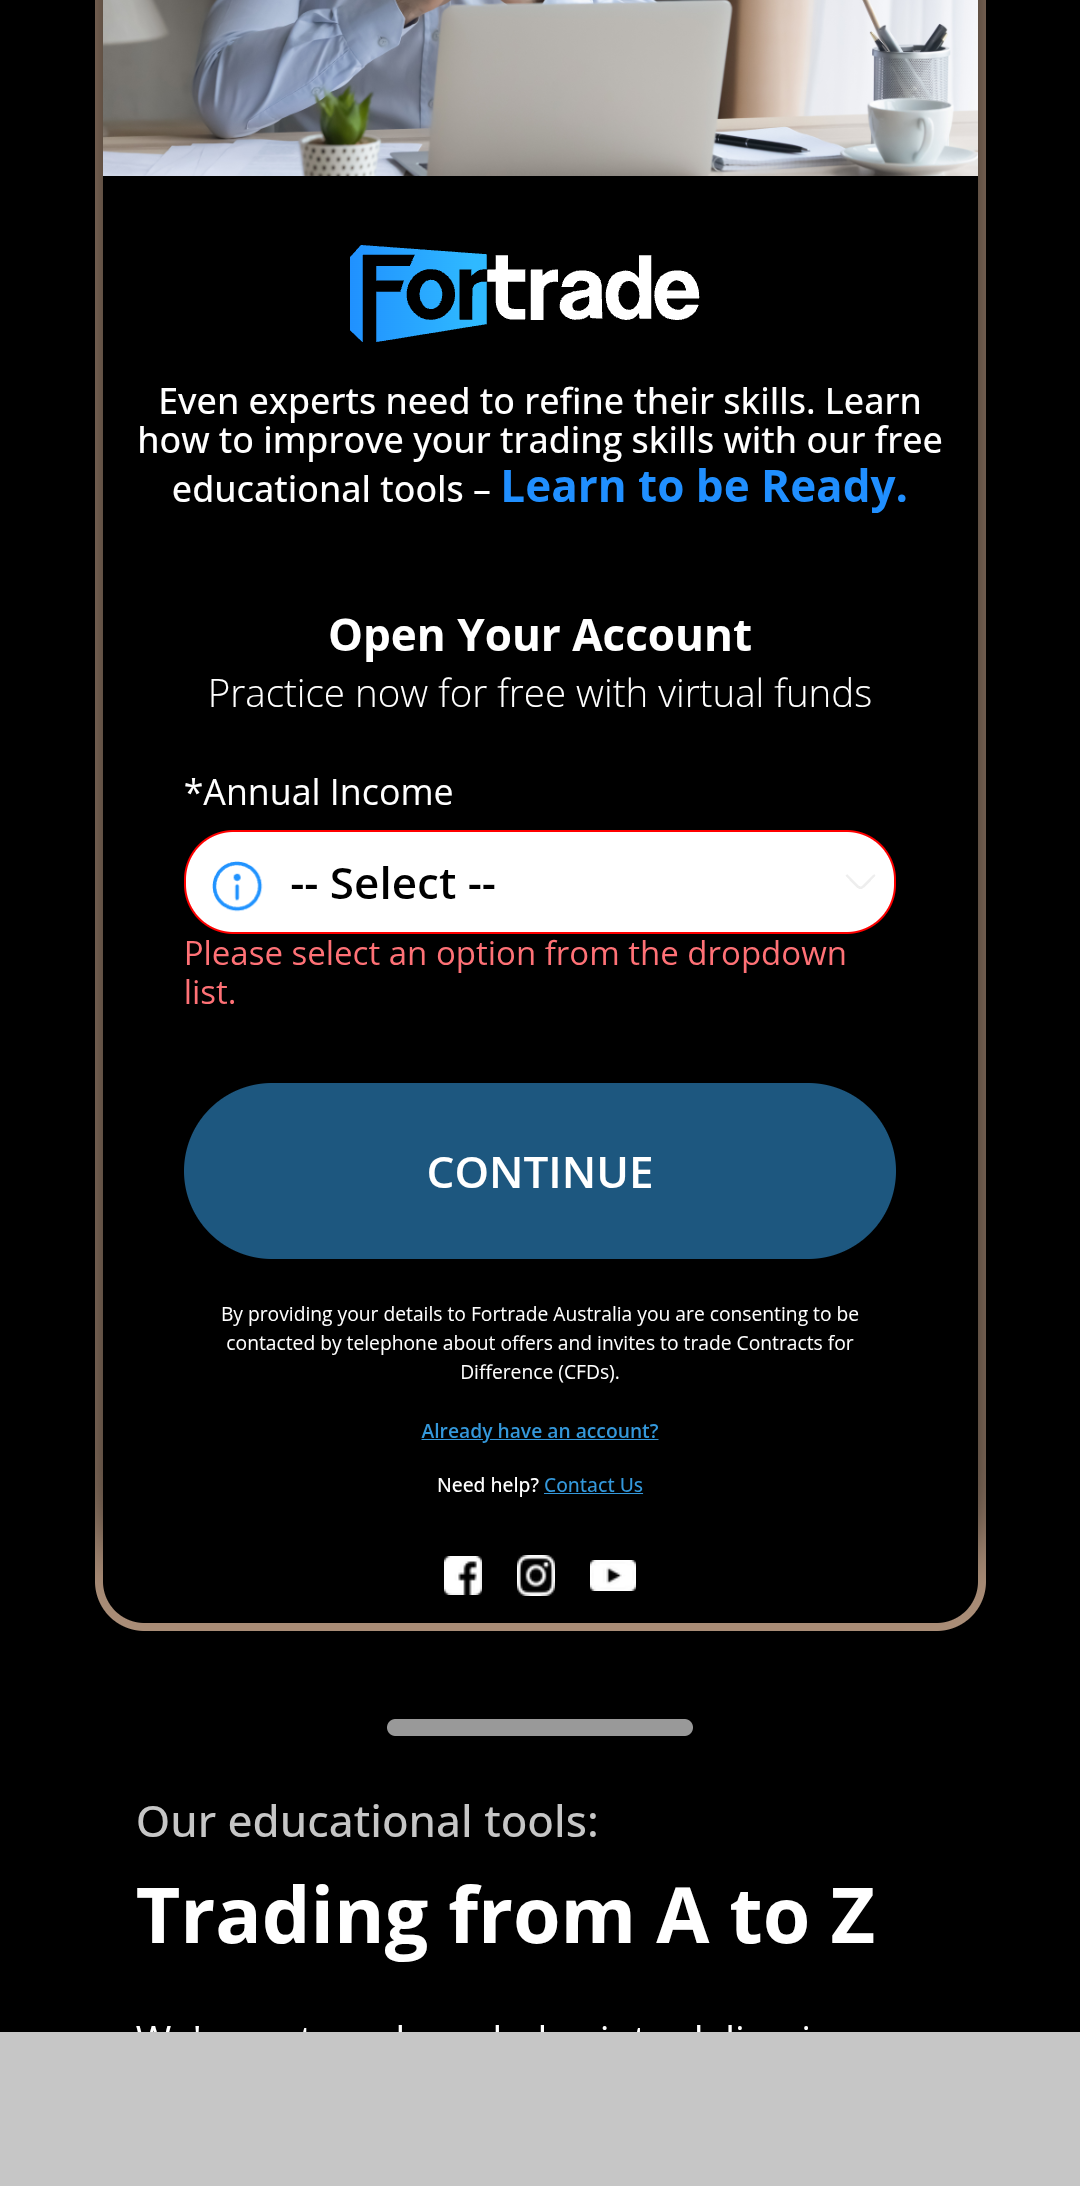 Fortrade
Even experts need to refine their skills. Learn
how to improve your trading skills with our free
educational tools – Learn to be Ready.
Open Your Account
Practice now for free with virtual funds
*Annual Income
-- Select --
Please select an option from the dropdown
list.
CONTINUE
By providing your details to Fortrade Australia you are consenting to be
contacted by telephone about offers and invites to trade Contracts for
Difference (CFDs).
Already have an account?
Need help? Contact Us
Our educational tools:
Trading from A to Z